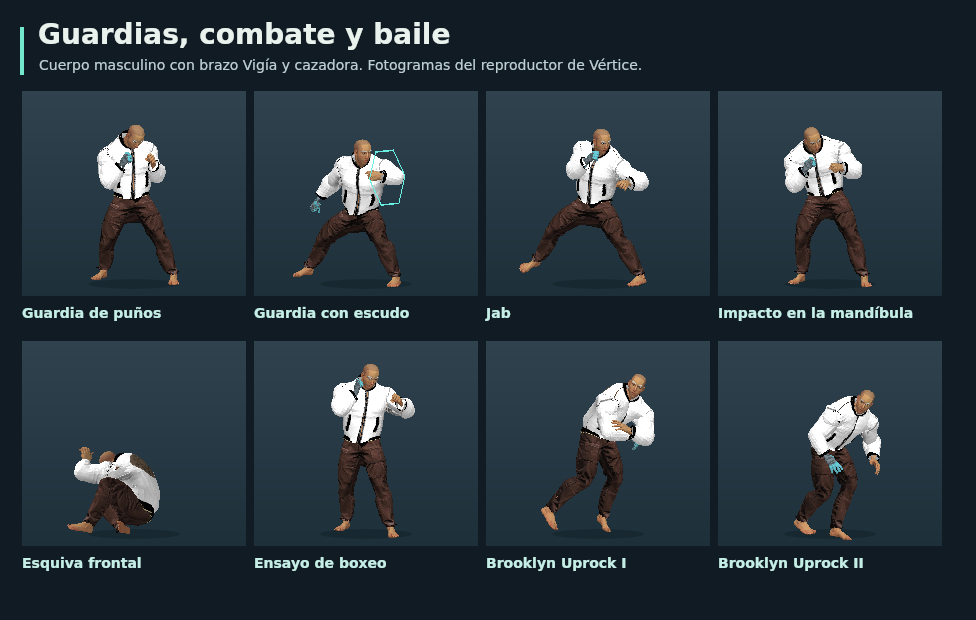 Guardias, combate y baile
Cuerpo masculino con brazo Vigía y cazadora. Fotogramas del reproductor de Vértice.
Guardia de puños
Guardia con escudo
Jab
Impacto en la mandíbula
Esquiva frontal
Ensayo de boxeo
Brooklyn Uprock I
Brooklyn Uprock II